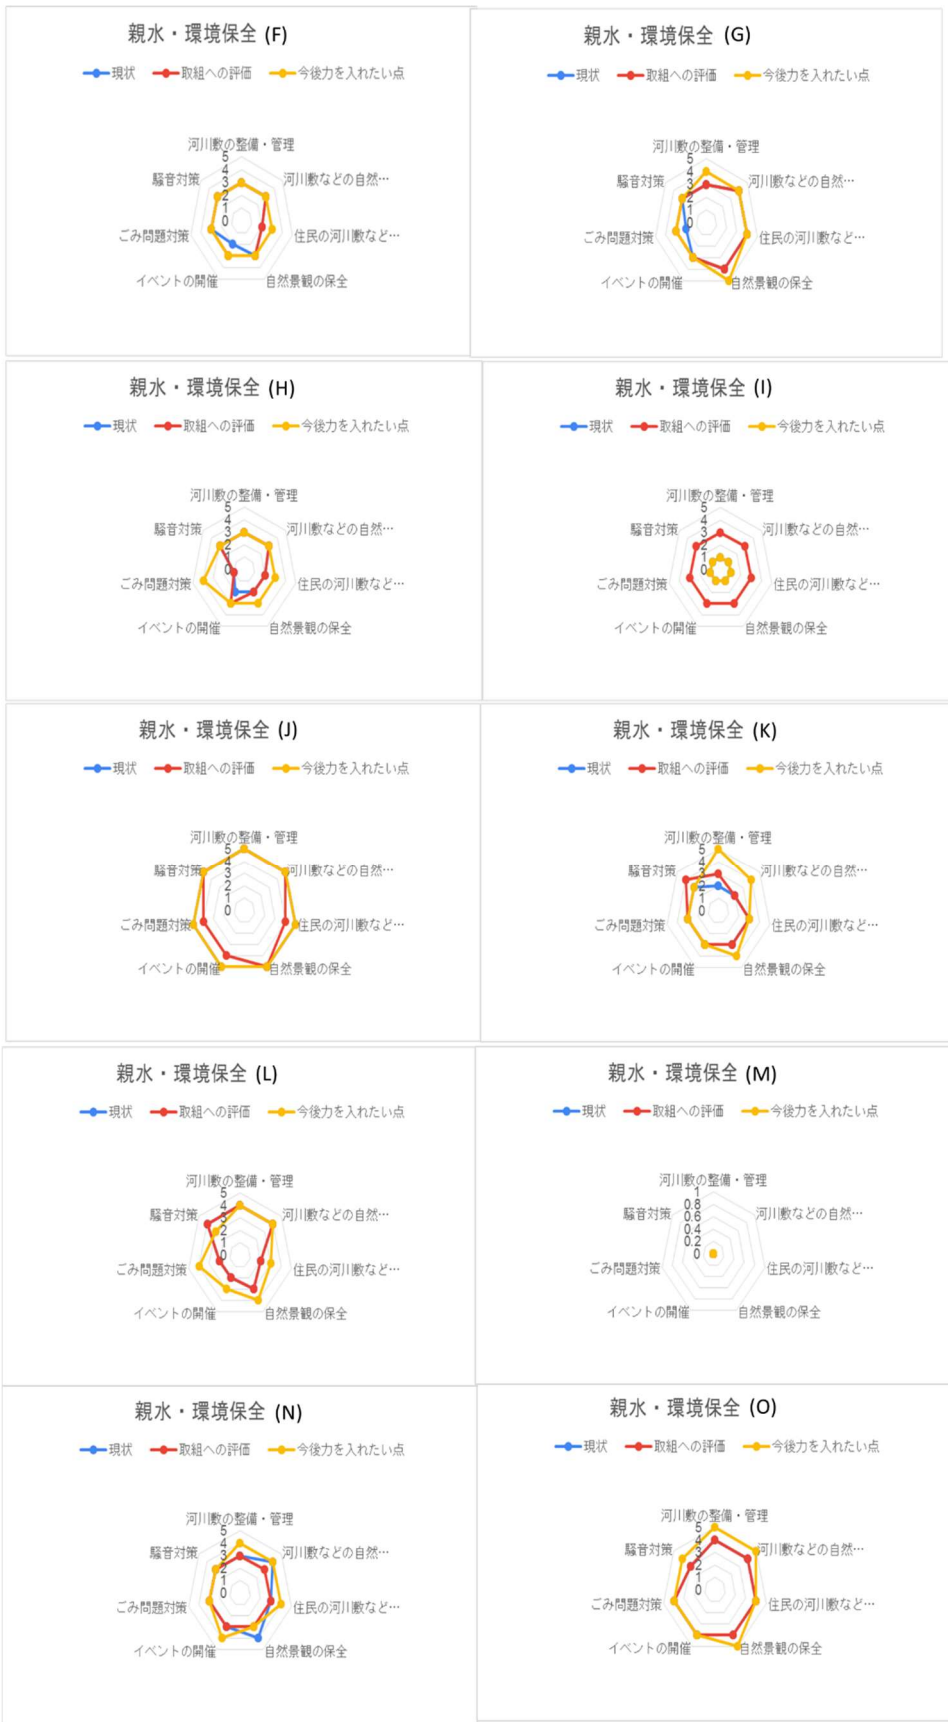 親水・環境保全 (F)
現状 取組への評価 今後力を入れたい点
河川敷の整備・管理
河川敷などの自然…
住民の河川敷など…
自然景観の保全
イベントの開催
ごみ問題対策
騒音対策
5
4
3
2
1
0
親水・環境保全 (G)
現状 取組への評価 今後力を入れたい点
河川敷の整備・管理
河川敷などの自然…
住民の河川敷など…
自然景観の保全
イベントの開催
ごみ問題対策
騒音対策
5
4
3
2
1
0
親水・環境保全 (H)
現状 取組への評価 今後力を入れたい点
河川敷の整備・管理
河川敷などの自然…
住民の河川敷など…
自然景観の保全
イベントの開催
ごみ問題対策
騒音対策
5
4
3
2
1
0
親水・環境保全 (I)
現状 取組への評価 今後力を入れたい点
河川敷の整備・管理
河川敷などの自然…
住民の河川敷など…
自然景観の保全
イベントの開催
ごみ問題対策
騒音対策
5
4
3
2
1
0
親水・環境保全 (J)
現状 取組への評価 今後力を入れたい点
河川敷の整備・管理
河川敷などの自然…
住民の河川敷など…
自然景観の保全
イベントの開催
ごみ問題対策
騒音対策
5
4
3
2
1
0
親水・環境保全 (K)
現状 取組への評価 今後力を入れたい点
河川敷の整備・管理
河川敷などの自然…
住民の河川敷など…
自然景観の保全
イベントの開催
ごみ問題対策
騒音対策
5
4
3
2
1
0
親水・環境保全 (L)
現状 取組への評価 今後力を入れたい点
河川敷の整備・管理
河川敷などの自然…
住民の河川敷など…
自然景観の保全
イベントの開催
ごみ問題対策
騒音対策
5
4
3
2
1
0
親水・環境保全 (M)
現状 取組への評価 今後力を入れたい点
河川敷の整備・管理
河川敷などの自然…
住民の河川敷など…
自然景観の保全
イベントの開催
ごみ問題対策
騒音対策
1
0.8
0.6
0.4
0.2
0
親水・環境保全 (N)
現状 取組への評価 今後力を入れたい点
河川敷の整備・管理
河川敷などの自然…
住民の河川敷など…
自然景観の保全
イベントの開催
ごみ問題対策
騒音対策
5
4
3
2
1
0
親水・環境保全 (O)
現状 取組への評価 今後力を入れたい点
河川敷の整備・管理
河川敷などの自然…
住民の河川敷など…
自然景観の保全
イベントの開催
ごみ問題対策
騒音対策
5
4
3
2
1
0